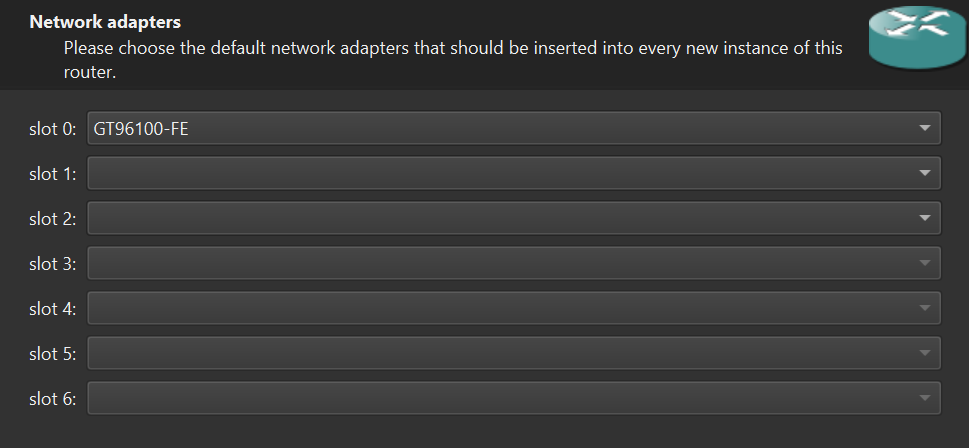 Network adapters
Please choose the default network adapters that should be inserted into every new instance of this
router.
slot 0: GT96100-FE
slot 1:
slot 2:
slot 3:
slot 4:
slot 5:
slot 6: